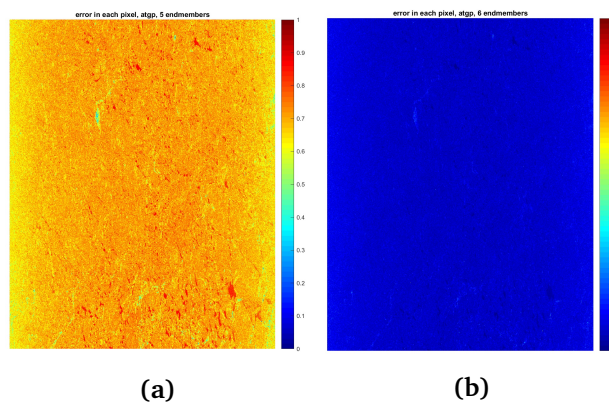 error in each pixel, atgp, 5 endmembers
1
0.9
0.8
0.7
0.6
0.5
0.4
0.3
0.2
0.1
0
(a)
error in each pixel, atgp, 6 endmembers
(b)